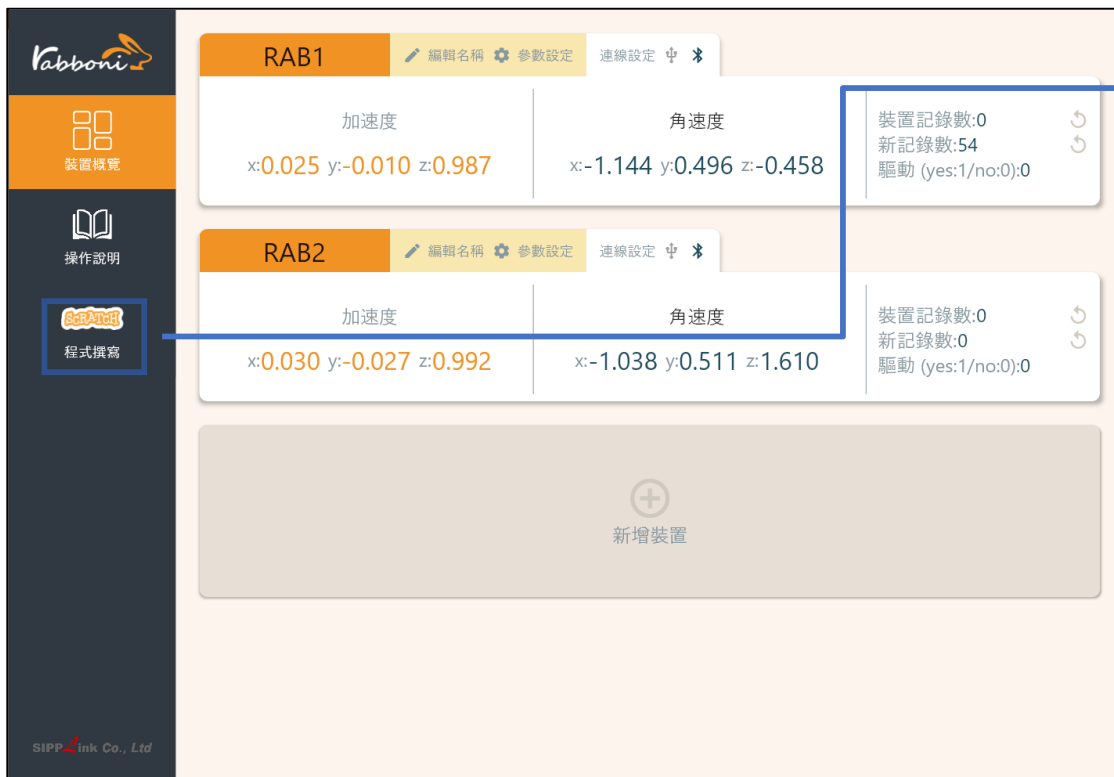 rabboni
裝置概覽
操作說明
SCRATCH
程式撰寫
SIPPLink Co., Ltd
RAB1 編輯名稱 參數設定 連線設定
加速度
x:0.025 y:-0.010 z:0.987
角速度
x:-1.144 y:0.496 z:-0.458
裝置記錄數:0
新記錄數:54
驅動 (yes:1/no:0):0
RAB2 編輯名稱 參數設定 連線設定
加速度
x:0.030 y:-0.027 z:0.992
角速度
x:-1.038 y:0.511 z:1.610
裝置記錄數:0
新記錄數:0
驅動 (yes:1/no:0):0
新增裝置